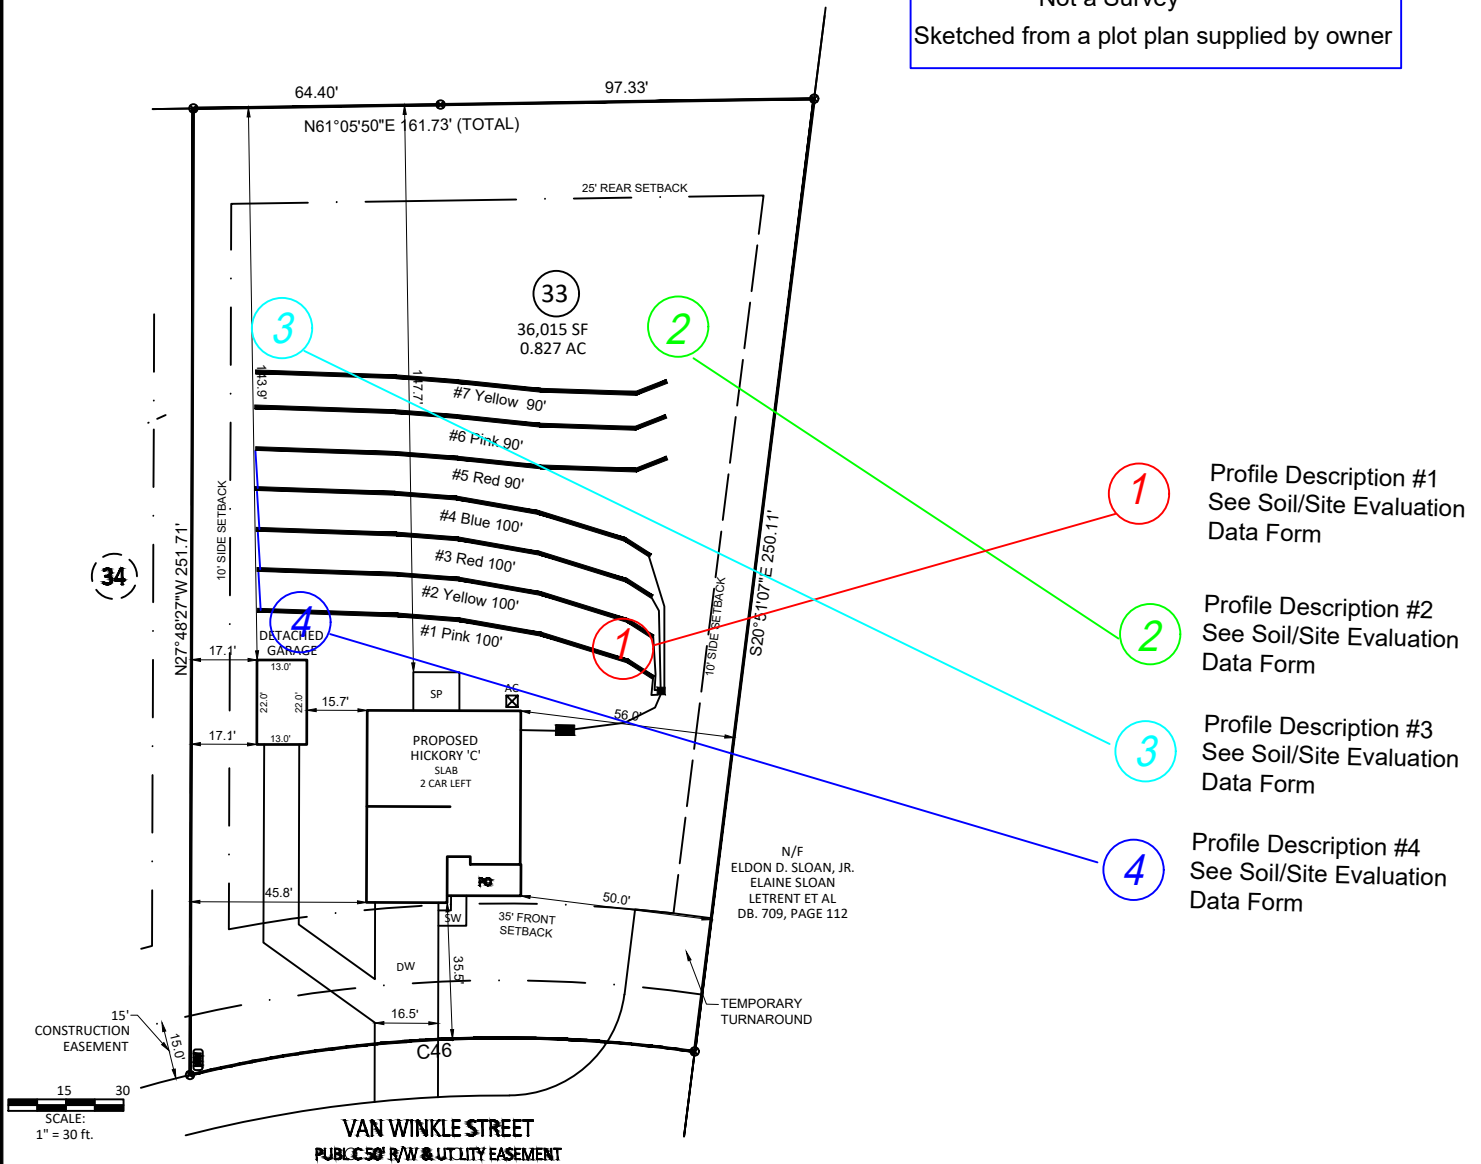 Not a Survey
Sketched from a plot plan supplied by owner
64.40'
97.33'
N61°05'50"E 161.73' (TOTAL)
25' REAR SETBACK
33
36,015 SF
0.827 AC
3
2
143.9'
147.7'
#7 Yellow 90'
#6 Pink 90'
#5 Red 90'
#4 Blue 100'
#3 Red 100'
#2 Yellow 100'
#1 Pink 100'
10' SIDE SETBACK
N27°48'27"W 251.71'
34
10' SIDE SETBACK
S20°51'07"E 250.11'
4
1
DETACHED
GARAGE
17.1'
13.0'
22.0'
22.0'
13.0'
17.1'
15.7'
SP
AC
56.0'
PROPOSED
HICKORY 'C'
SLAB
2 CAR LEFT
45.8'
SW
35' FRONT
SETBACK
50.0'
N/F
ELDON D. SLOAN, JR.
ELAINE SLOAN
LETRENT ET AL
DB. 709, PAGE 112
DW
35.5'
16.5'
TEMPORARY
TURNAROUND
15'
CONSTRUCTION
EASEMENT
15.0'
C46
15 30
SCALE:
1" = 30 ft.
VAN WINKLE STREET
PUBLIC 50' R/W & UTILITY EASEMENT
1
Profile Description #1
See Soil/Site Evaluation
Data Form
2
Profile Description #2
See Soil/Site Evaluation
Data Form
3
Profile Description #3
See Soil/Site Evaluation
Data Form
4
Profile Description #4
See Soil/Site Evaluation
Data Form